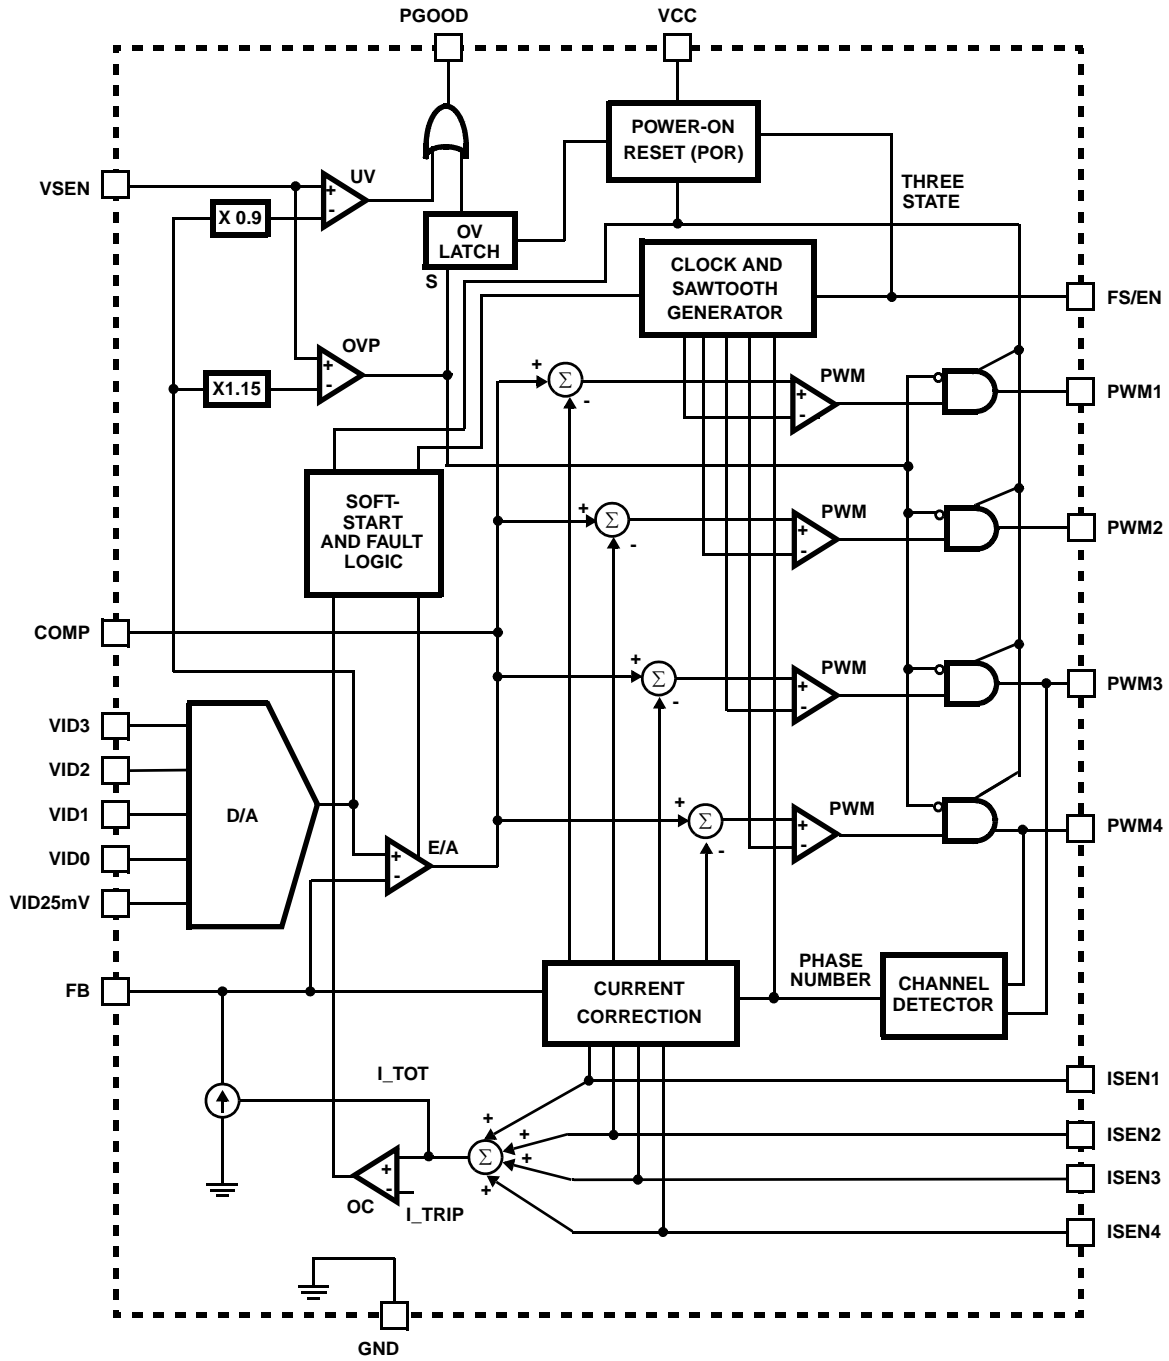 PGOOD
VCC
POWER-ON
RESET (POR)
VSEN
UV
+
-
X 0.9
THREE
STATE
OV
LATCH
S
CLOCK AND
SAWTOOTH
GENERATOR
FS/EN
OVP
+
-
X1.15
+
Σ
-
PWM
+
-
PWM1
SOFT-
START
AND FAULT
LOGIC
+
Σ
-
PWM
+
-
PWM2
COMP
+
Σ
-
PWM
+
-
PWM3
VID3
VID2
VID1
VID0
VID25mV
D/A
E/A
+
-
+
Σ
-
PWM
+
-
PWM4
FB
CURRENT
CORRECTION
PHASE
NUMBER
CHANNEL
DETECTOR
I_TOT
ISEN1
+
+
+
+
Σ
ISEN2
ISEN3
+
-
OC
I_TRIP
ISEN4
GND